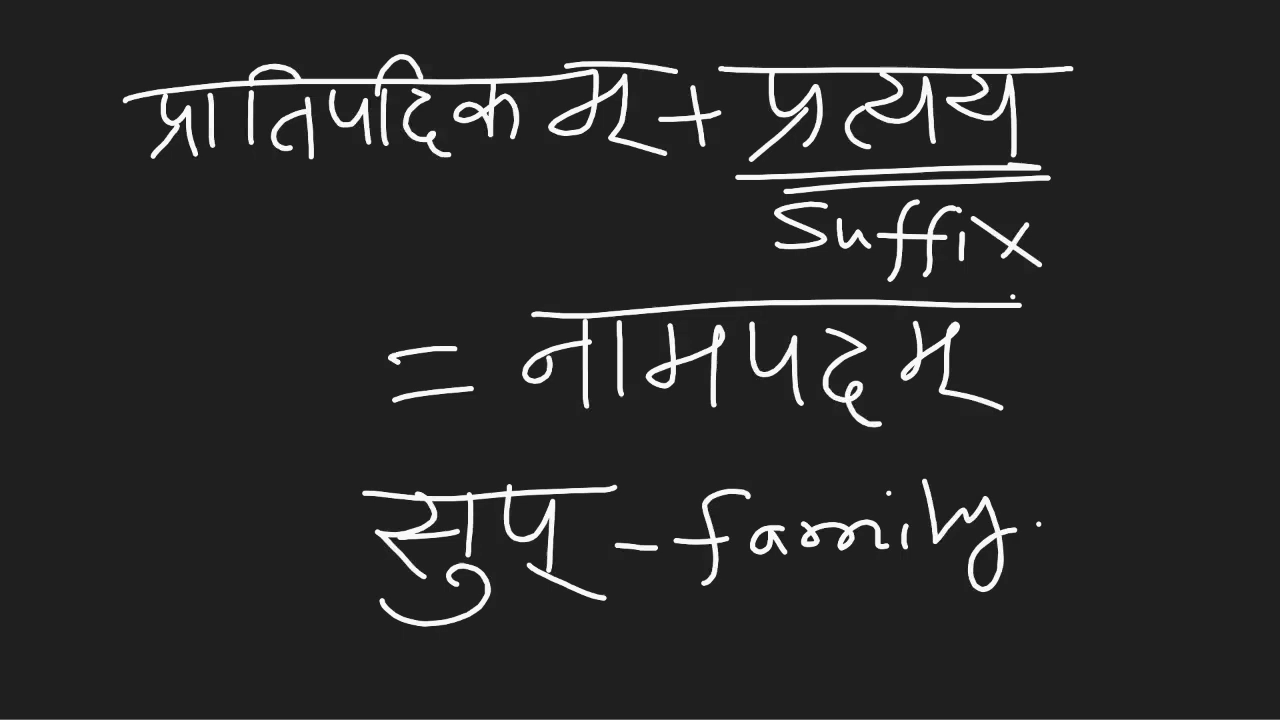 प्रातिपदिकम् + प्रत्यय
suffix
= नामपदम्
सुप् - family.